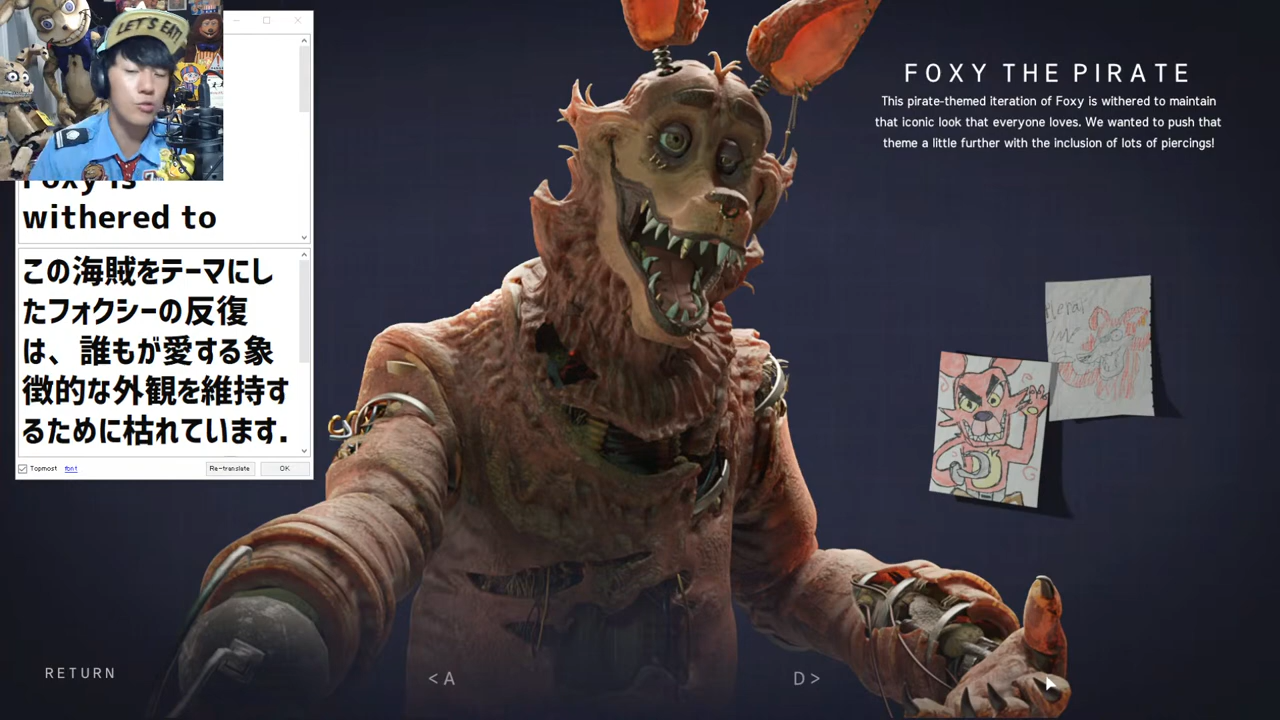 LET'S EAT!
Foxy is
withered to
この海賊をテーマにし
たフォクシーの反復
は、誰もが愛する象
徴的な外観を維持す
るために枯れています.
Topmost font Re-translate OK
FOXY THE PIRATE
This pirate-themed iteration of Foxy is withered to maintain
that iconic look that everyone loves. We wanted to push that
theme a little further with the inclusion of lots of piercings!
RETURN
<A
D>